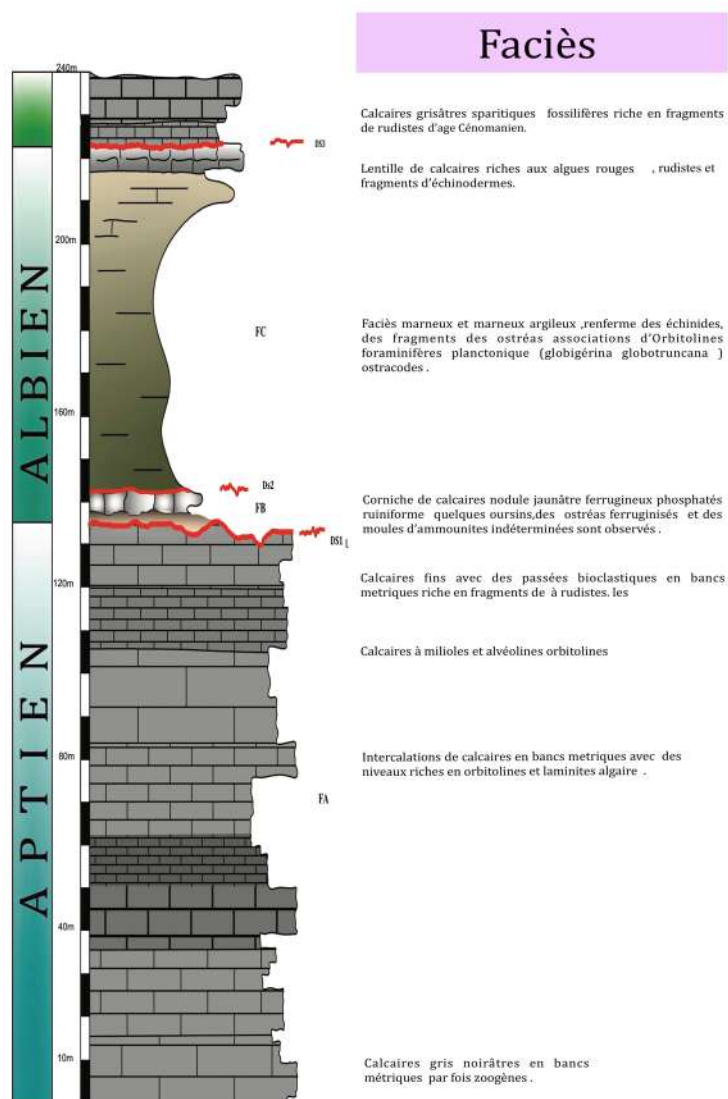 Faciès
240m
Calcaires grisâtres sparitiques fossilifères riche en fragments
de rudistes d'age Cénomanien.
DS3
Lentille de calcaires riches aux algues rouges , rudistes et
fragments d'échinodermes.
200m
ALBIEN
FC
Faciès marneux et marneux argileux ,renferme des échinides,
des fragments des ostréas associations d'Orbitolines
foraminifères planctonique (globigérina globotruncana )
ostracodes .
160m
Ds2
FB
Corniche de calcaires nodule jaunâtre ferrugineux phosphatés
ruiniforme quelques oursins,des ostréas ferruginisés et des
moules d'ammounites indéterminées sont observés .
DS1
120m
Calcaires fins avec des passées bioclastiques en bancs
metriques riche en fragments de à rudistes. les
Calcaires à milioles et alvéolines orbitolines
APTIEN
80m
Intercalations de calcaires en bancs metriques avec des
niveaux riches en orbitolines et laminites algaire .
FA
40m
10m
Calcaires gris noirâtres en bancs
métriques par fois zoogènes .